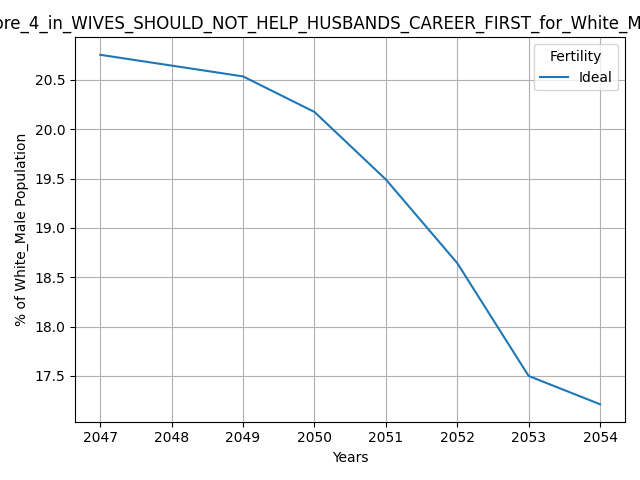 ore_4_in_WIVES_SHOULD_NOT_HELP_HUSBANDS_CAREER_FIRST_for_White_M
Fertility
Ideal
20.5
20.0
19.5
19.0
18.5
18.0
17.5
% of White_Male Population
2047 2048 2049 2050 2051 2052 2053 2054
Years